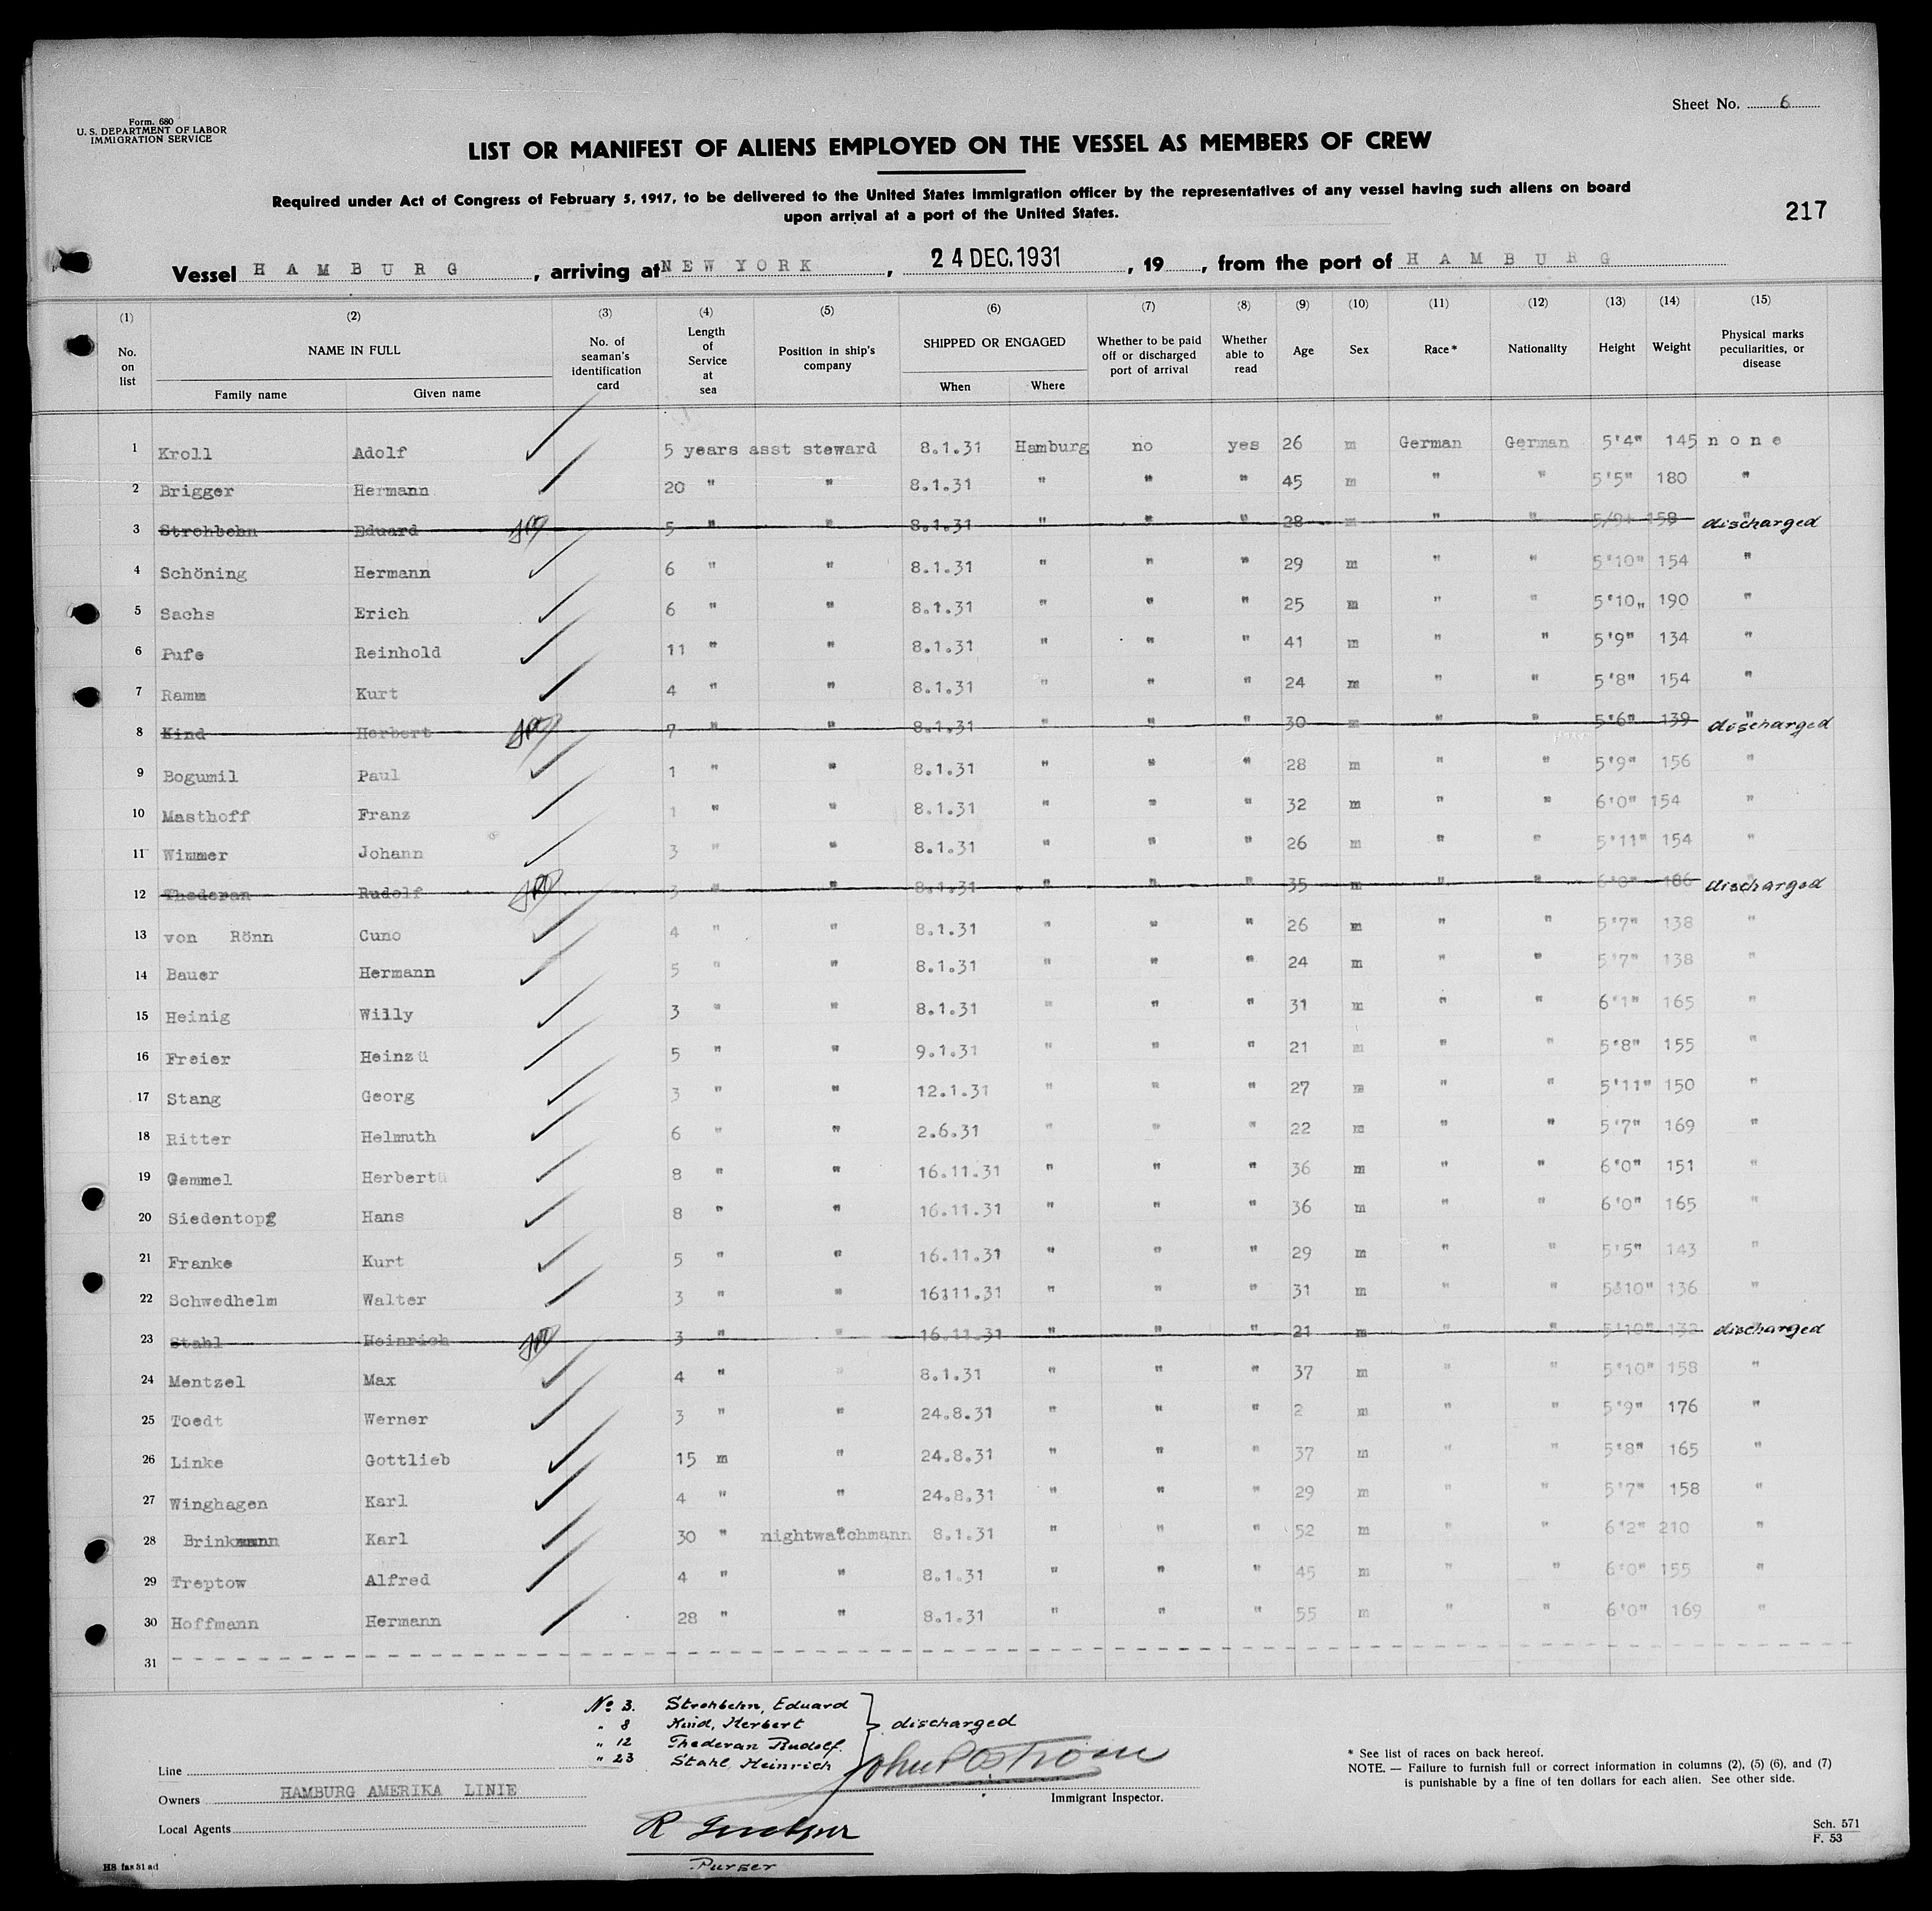 Sheet No. 6
Form. 680
U. S. DEPARTMENT OF LABOR
IMMIGRATION SERVICE
LIST OR MANIFEST OF ALIENS EMPLOYED ON THE VESSEL AS MEMBERS OF CREW
Required under Act of Congress of February 5, 1917, to be delivered to the United States immigration officer by the representatives of any vessel having such aliens on board
upon arrival at a port of the United States.
217
Vessel H A M B U R G , arriving at N E W Y O R K , 24 DEC. 1931 , 19 , from the port of H A M B U R G
(1) (2) (3) (4) (5) (6) (7) (8) (9) (10) (11) (12) (13) (14) (15)
No. on list NAME IN FULL Family name Given name No. of seaman's identification card Length of Service at sea Position in ship's company SHIPPED OR ENGAGED When Where Whether to be paid off or discharged port of arrival Whether able to read Age Sex Race * Nationality Height Weight Physical marks peculiarities, or disease
1 Kroll Adolf 5 years asst steward 8.1.31 Hamburg no yes 26 m German German 5'4" 145 n o n e
2 Brigger Hermann 20 " " 8.1.31 " " " 45 m " " 5'5" 180 "
3 Strohbehn Eduard 5 " " 8.1.31 " " " 28 m " " 158 " discharged
4 Schöning Hermann 6 " " 8.1.31 " " " 29 m " " 5'10" 154 "
5 Sachs Erich 6 " " 8.1.31 " " " 25 m " " 5'10" 190 "
6 Pufe Reinhold 11 " " 8.1.31 " " " 41 m " " 5'9" 134 "
7 Ramm Kurt 4 " " 8.1.31 " " " 24 m " " 5'8" 154 "
8 Kind Herbert 7 " " 8.1.31 " " " 30 m " " 5'6" 139 " discharged
9 Bogumil Paul 1 " " 8.1.31 " " " 28 m " " 5'9" 156 "
10 Masthoff Franz 1 " " 8.1.31 " " " 32 m " " 6'0" 154 "
11 Wimmer Johann 3 " " 8.1.31 " " " 26 m " " 5'11" 154 "
12 Thederan Rudolf 3 " " 8.1.31 " " " 35 m " " 6'0" 186 " discharged
13 von Rönn Cuno 4 " " 8.1.31 " " " 26 m " " 5'7" 138 "
14 Bauer Hermann 5 " " 8.1.31 " " " 24 m " " 5'7" 138 "
15 Heinig Willy 3 " " 8.1.31 " " " 31 m " " 6'1" 165 "
16 Freier Heinzü 5 " " 9.1.31 " " " 21 m " " 5'8" 155 "
17 Stang Georg 3 " " 12.1.31 " " " 27 m " " 5'11" 150 "
18 Ritter Helmuth 6 " " 2.6.31 " " " 22 m " " 5'7" 169 "
19 Gemmel Herbertü 8 " " 16.11.31 " " " 36 m " " 6'0" 151 "
20 Siedentopf Hans 8 " " 16.11.31 " " " 36 m " " 6'0" 165 "
21 Franke Kurt 5 " " 16.11.31 " " " 29 m " " 5'5" 143 "
22 Schwedhelm Walter 3 " " 16111.31 " " " 31 m " " 5610" 136 "
23 Stahl Heinrich 3 " " 16.11.31 " " " 21 m " " 5'10" 132 discharged
24 Mentzel Max 4 " " 8.1.31 " " " 37 m " " 5'10" 158 "
25 Toedt Werner 3 " " 24.8.31 " " " 2 m " " 5'9" 176 "
26 Linke Gottlieb 15 m " 24.8.31 " " " 37 m " " 5'8" 165 "
27 Winghagen Karl 4 " " 24.8.31 " " " 29 m " " 5'7" 158 "
28 Brinkmann Karl 30 " nightwatchmann 8.1.31 " " " 52 m " " 6'2" 210 "
29 Treptow Alfred 4 " " 8.1.31 " " " 45 m " " 6'0" 155 "
30 Hoffmann Hermann 28 " " 8.1.31 " " " 55 m " " 6'0" 169 "
31
No 3. Strohbehn, Eduard
" 8 Kind, Herbert } discharged
" 12 Thederan Rudolf.
" 23 Stahl, Heinrich
Line
Owners HAMBURG AMERIKA LINIE
Local Agents
Immigrant Inspector.
Purser
* See list of races on back hereof.
NOTE. — Failure to furnish full or correct information in columns (2), (5) (6), and (7)
is punishable by a fine of ten dollars for each alien. See other side.
Sch. 571
F. 53
HS fas 31 ad